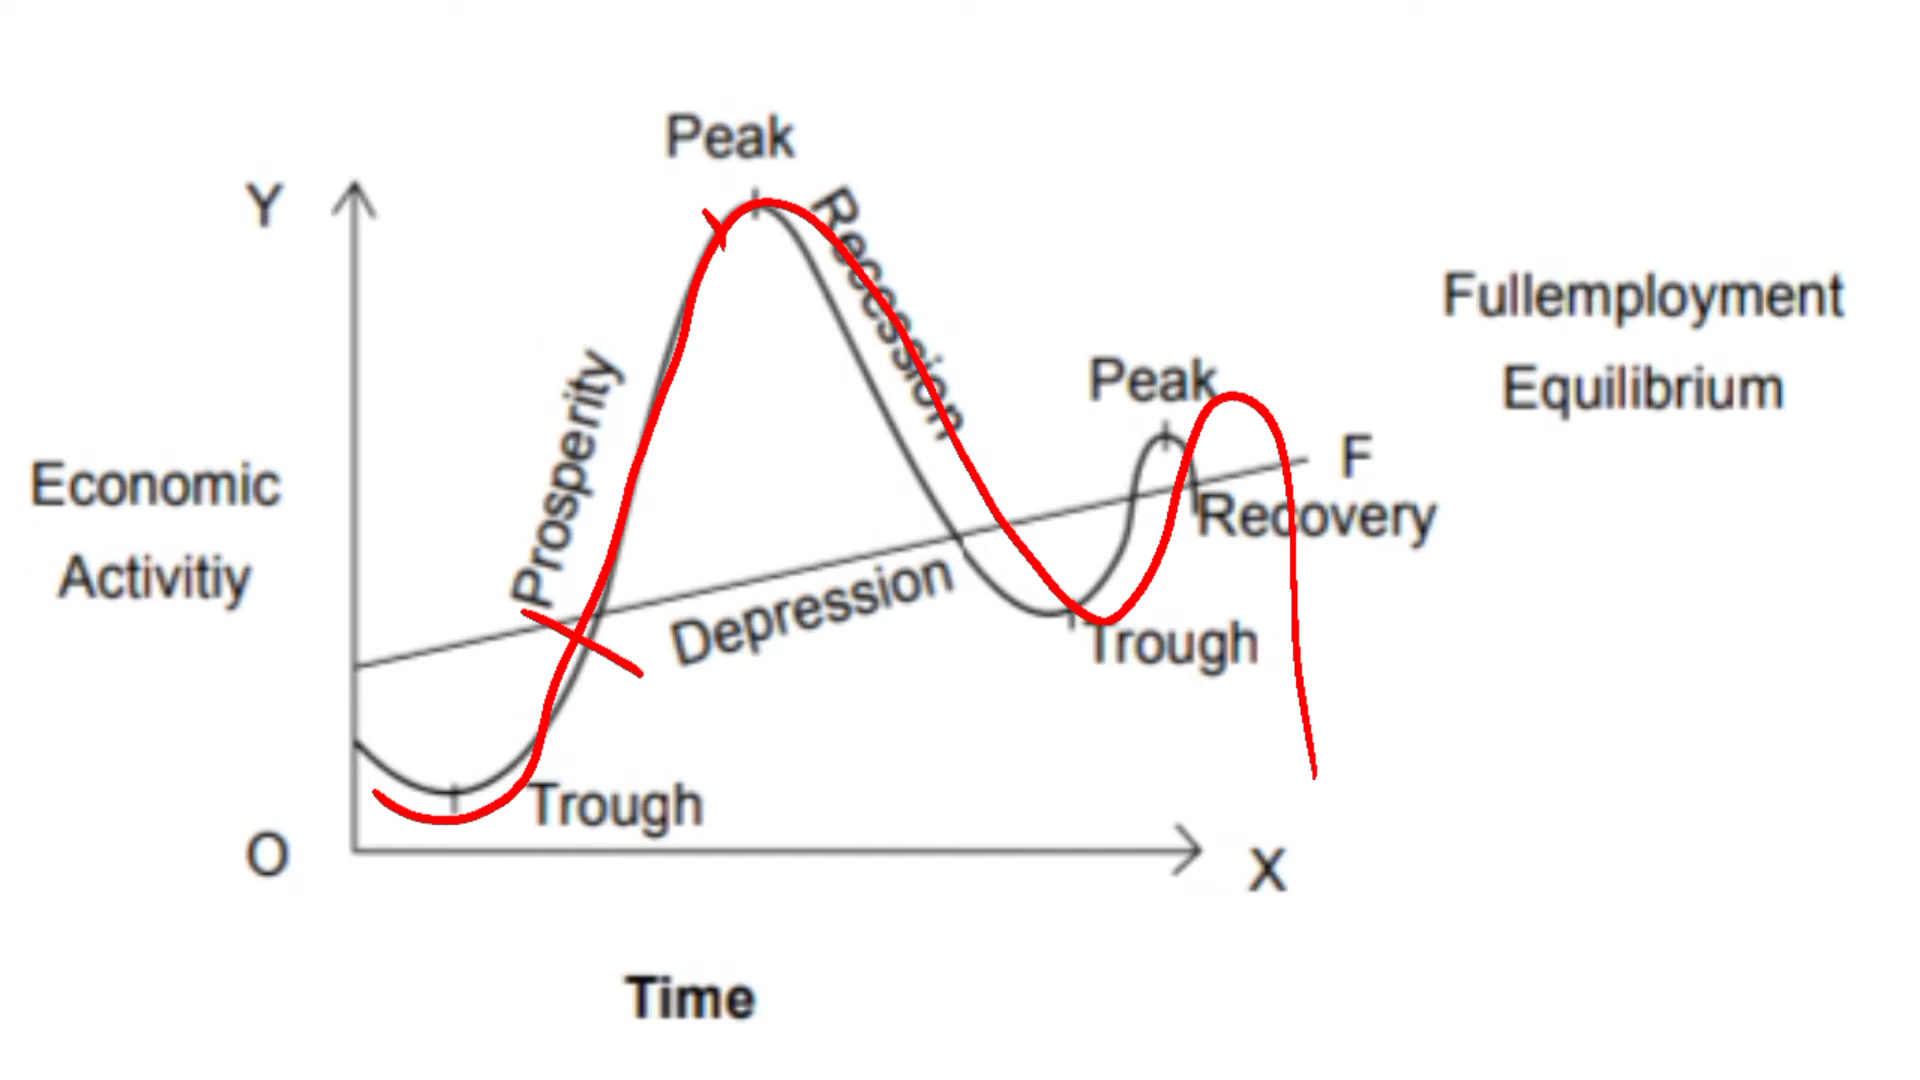 Peak
Y
Recession
Fullemployment
Equilibrium
Prosperity
Peak
F
Economic
Activitiy
Recovery
Depression
Trough
Trough
O
X
Time